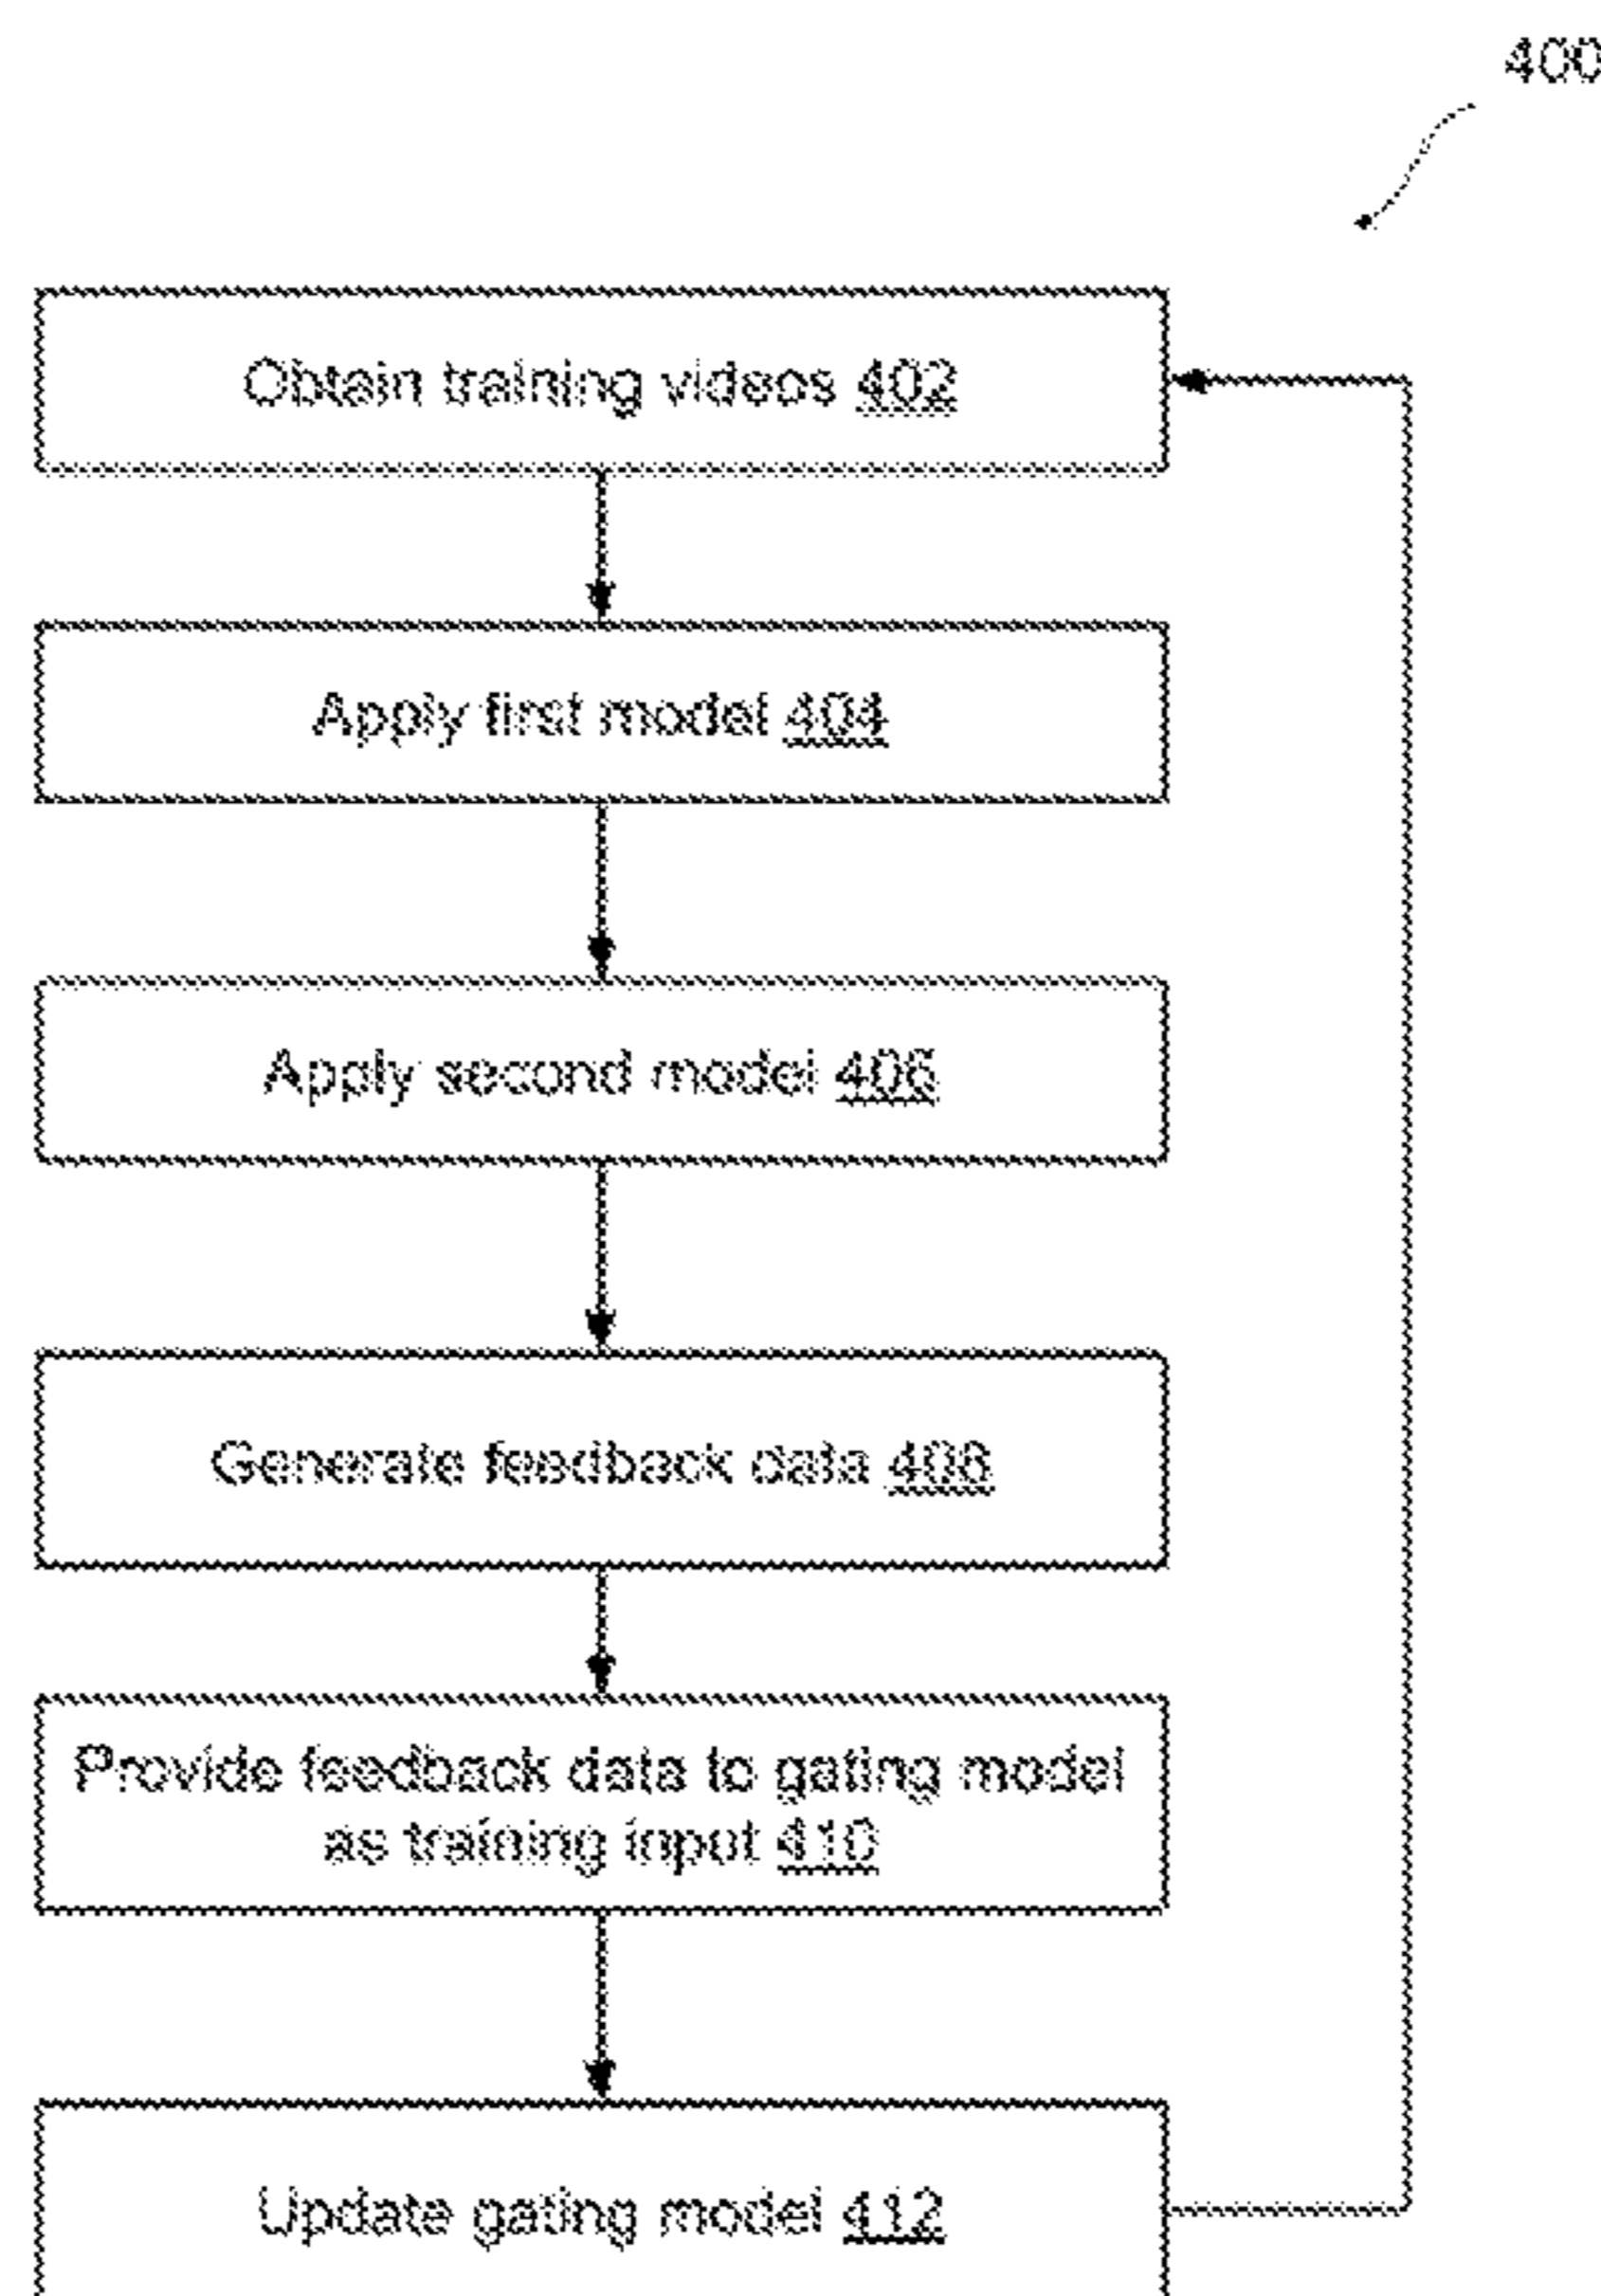 400
Obtain training videos 402
Apply first model 404
Apply second model 406
Generate feedback data 408
Provide feedback data to gating model
as training input 410
Update gating model 412